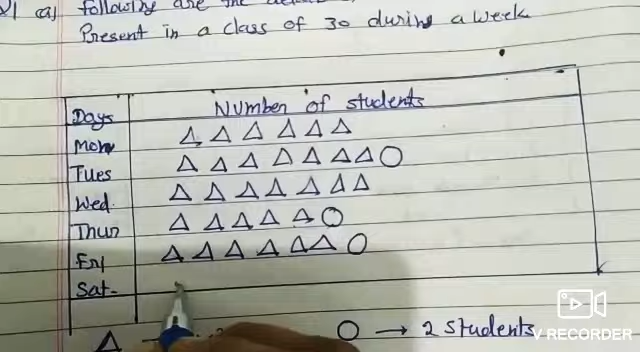 Q1 (a) following are the
Present in a class of 30 during a week
Days Number of students
Mon △ △ △ △ △ △
Tues △ △ △ △ △ △ △ ○
Wed. △ △ △ △ △ △ △
Thur △ △ △ △ △ ○
Fri △ △ △ △ △ △ ○
Sat-
△ → ○ → 2 students
V RECORDER